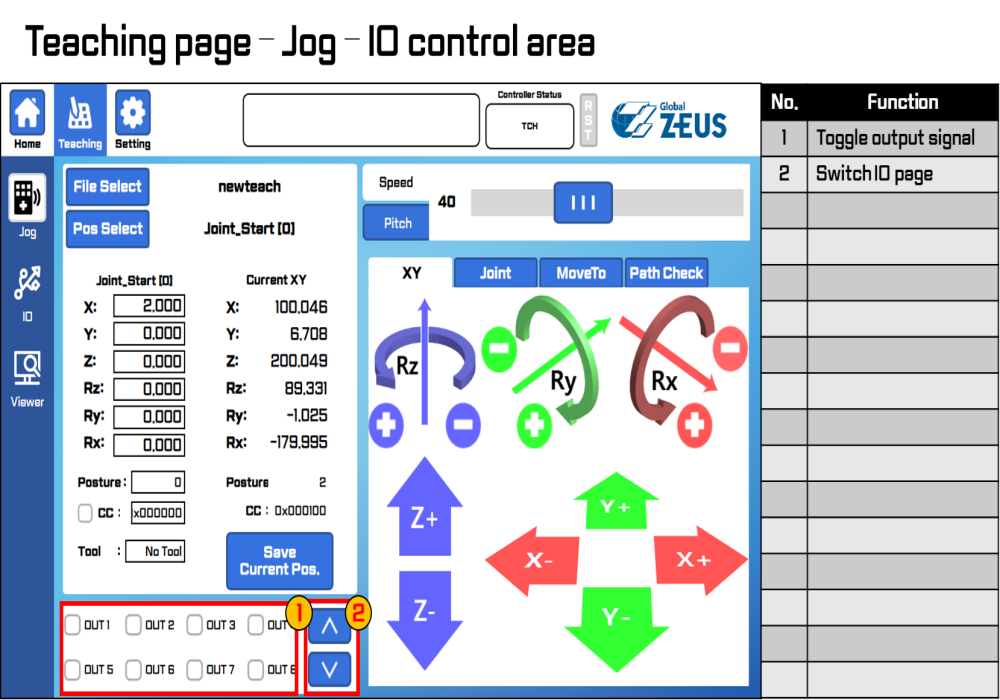 Teaching page – Jog – IO control area
Home
Teaching
Setting
Controller Status
TCH
RST
Global
ZEUS
No.
Function
1
Toggle output signal
2
Switch IO page
Jog
IO
Viewer
File Select
newteach
Pos Select
Joint_Start [0]
Speed
40
Pitch
Joint_Start [0]
Current XY
X: 2.000
X: 100.046
Y: 0.000
Y: 6.708
Z: 0.000
Z: 200.049
Rz: 0.000
Rz: 89.331
Ry: 0.000
Ry: -1.025
Rx: 0.000
Rx: -179.995
Posture : 0
Posture 2
CC : x000000
CC : 0x000100
Tool : No Tool
Save
Current Pos.
XY
Joint
MoveTo
Path Check
Rz
Ry
Rx
Z+
Z-
Y+
X-
X+
Y-
OUT 1
OUT 2
OUT 3
OUT
1
2
OUT 5
OUT 6
OUT 7
OUT 8